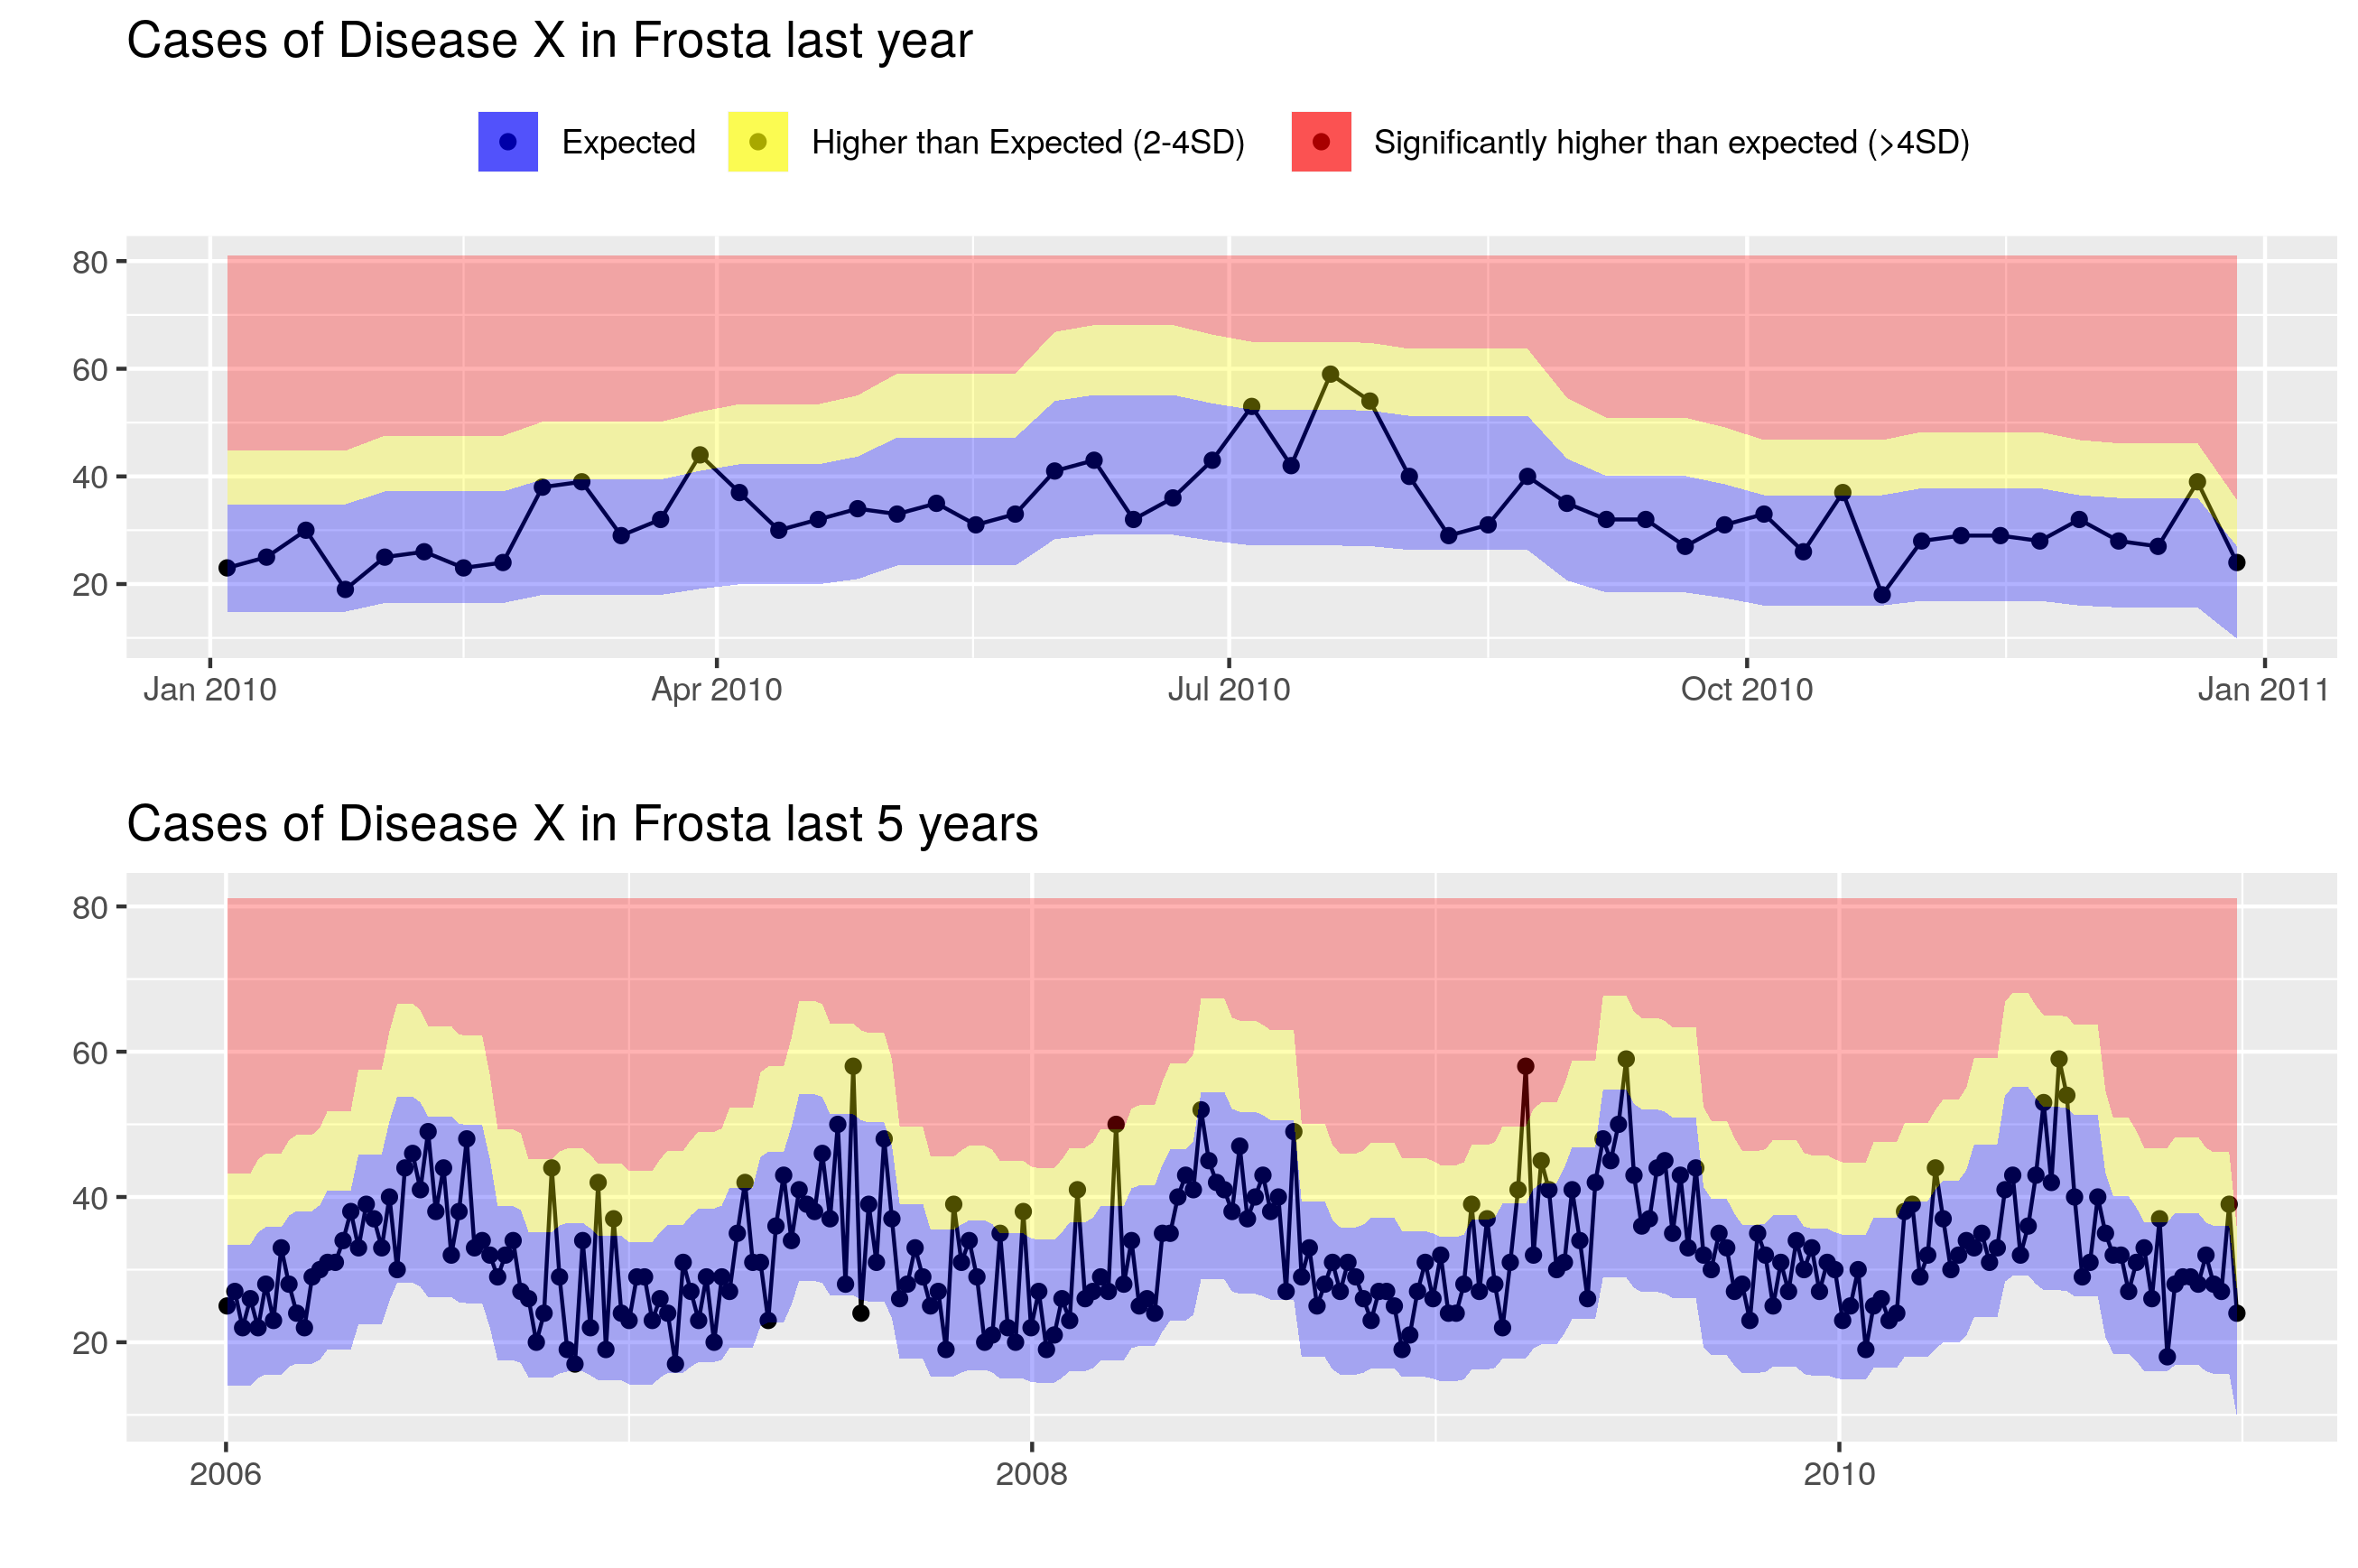 Cases of Disease X in Frosta last year
Expected Higher than Expected (2-4SD) Significantly higher than expected (>4SD)
80
60
40
20
Jan 2010 Apr 2010 Jul 2010 Oct 2010 Jan 2011
Cases of Disease X in Frosta last 5 years
80
60
40
20
2006 2008 2010